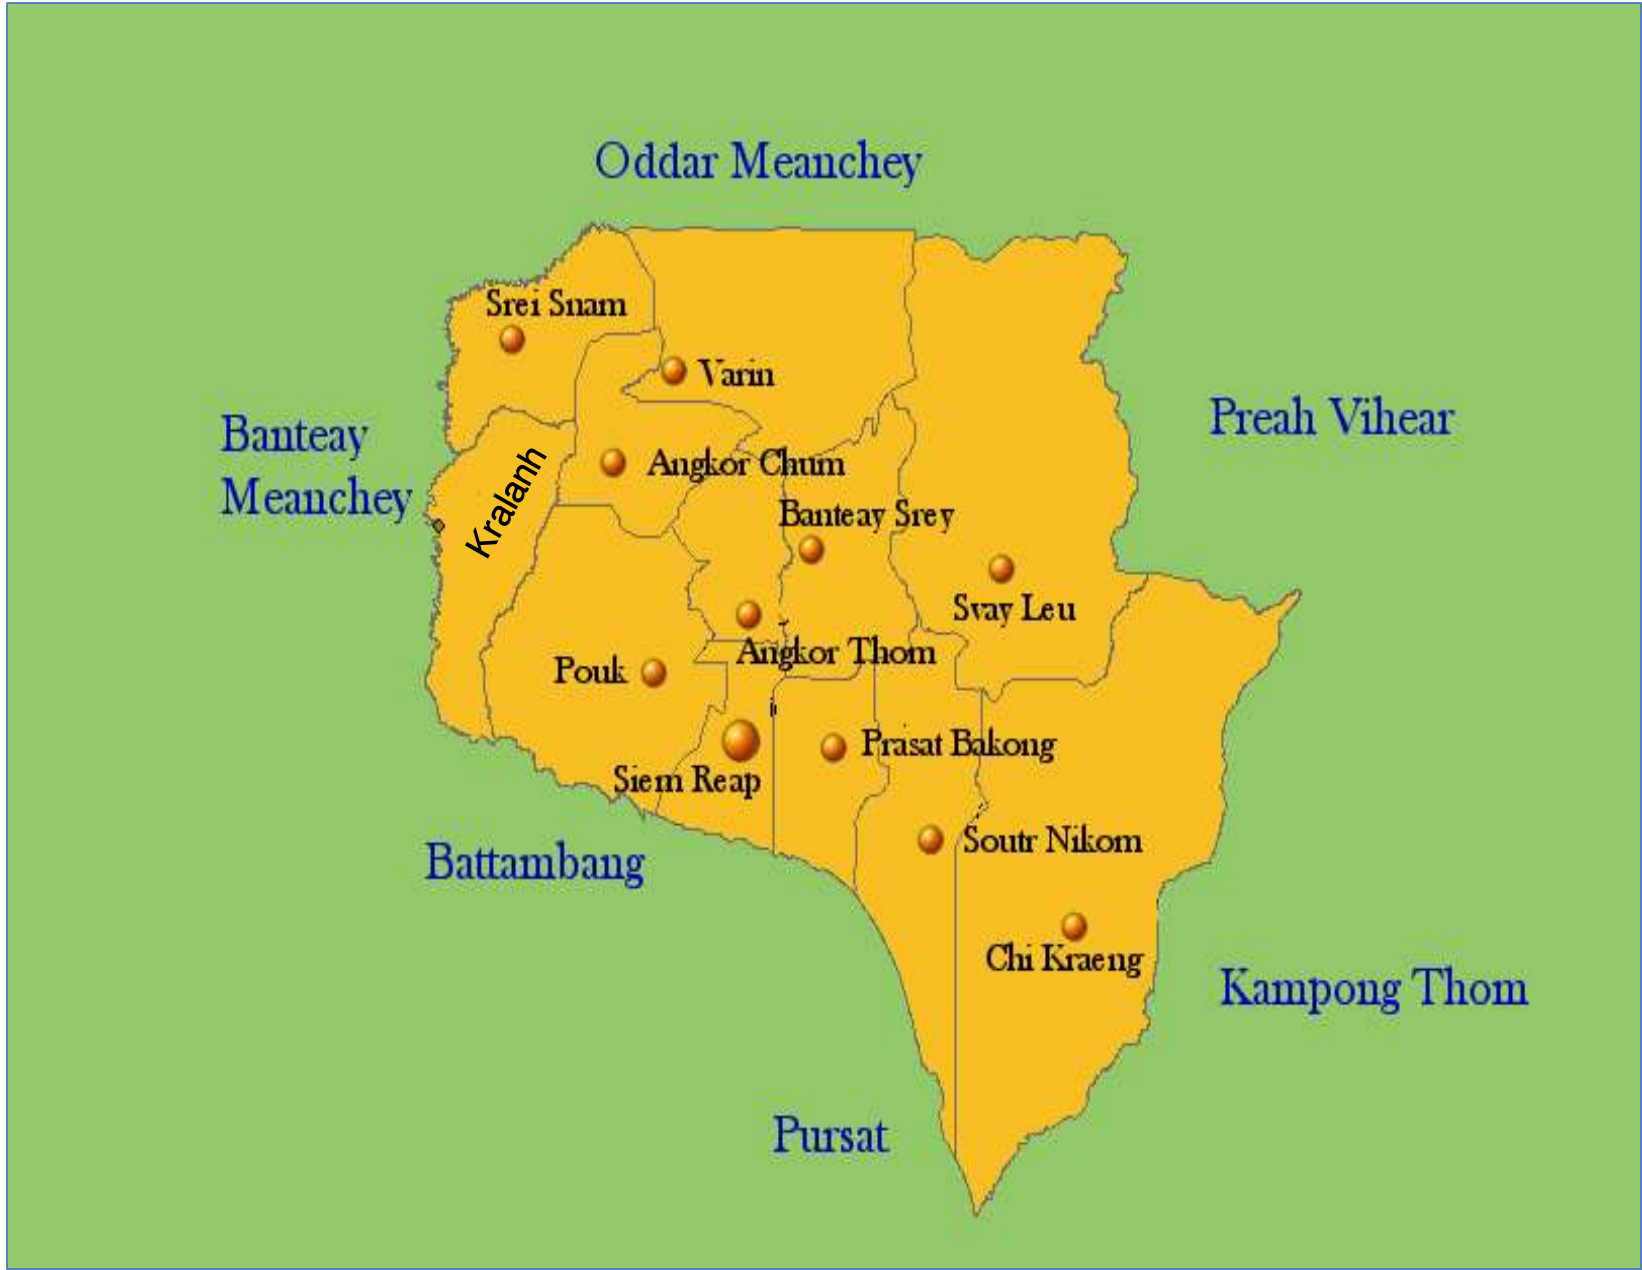 Oddar Meanchey
Srei Snam
Varin
Banteay
Meanchey
Preah Vihear
Kralanh
Angkor Chum
Banteay Srey
Svay Leu
Angkor Thom
Pouk
Prasat Bakong
Siem Reap
Soutr Nikom
Battambang
Chi Kraeng
Kampong Thom
Pursat